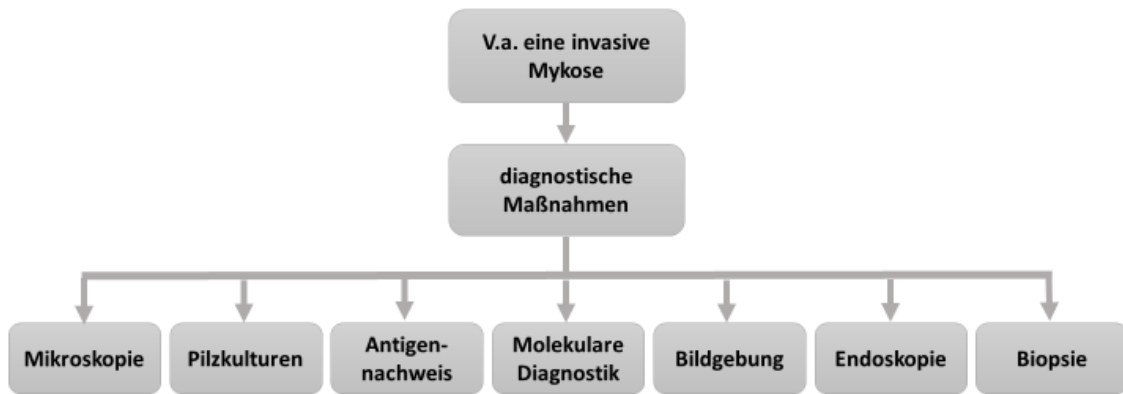 V.a. eine invasive
Mykose
diagnostische
Maßnahmen
Mikroskopie
Pilzkulturen
Antigen-
nachweis
Molekulare
Diagnostik
Bildgebung
Endoskopie
Biopsie